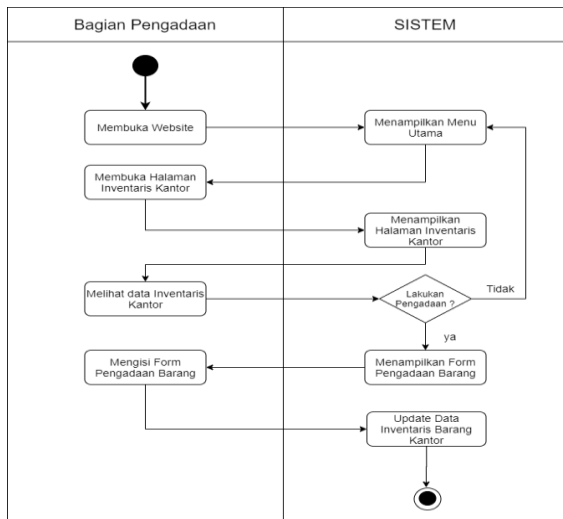 Bagian Pengadaan
SISTEM
Membuka Website
Menampilkan Menu
Utama
Membuka Halaman
Inventaris Kantor
Menampilkan
Halaman Inventaris
Kantor
Melihat data Inventaris
Kantor
Lakukan
Pengadaan ?
Tidak
ya
Mengisi Form
Pengadaan Barang
Menampilkan Form
Pengadaan Barang
Update Data
Inventaris Barang
Kantor